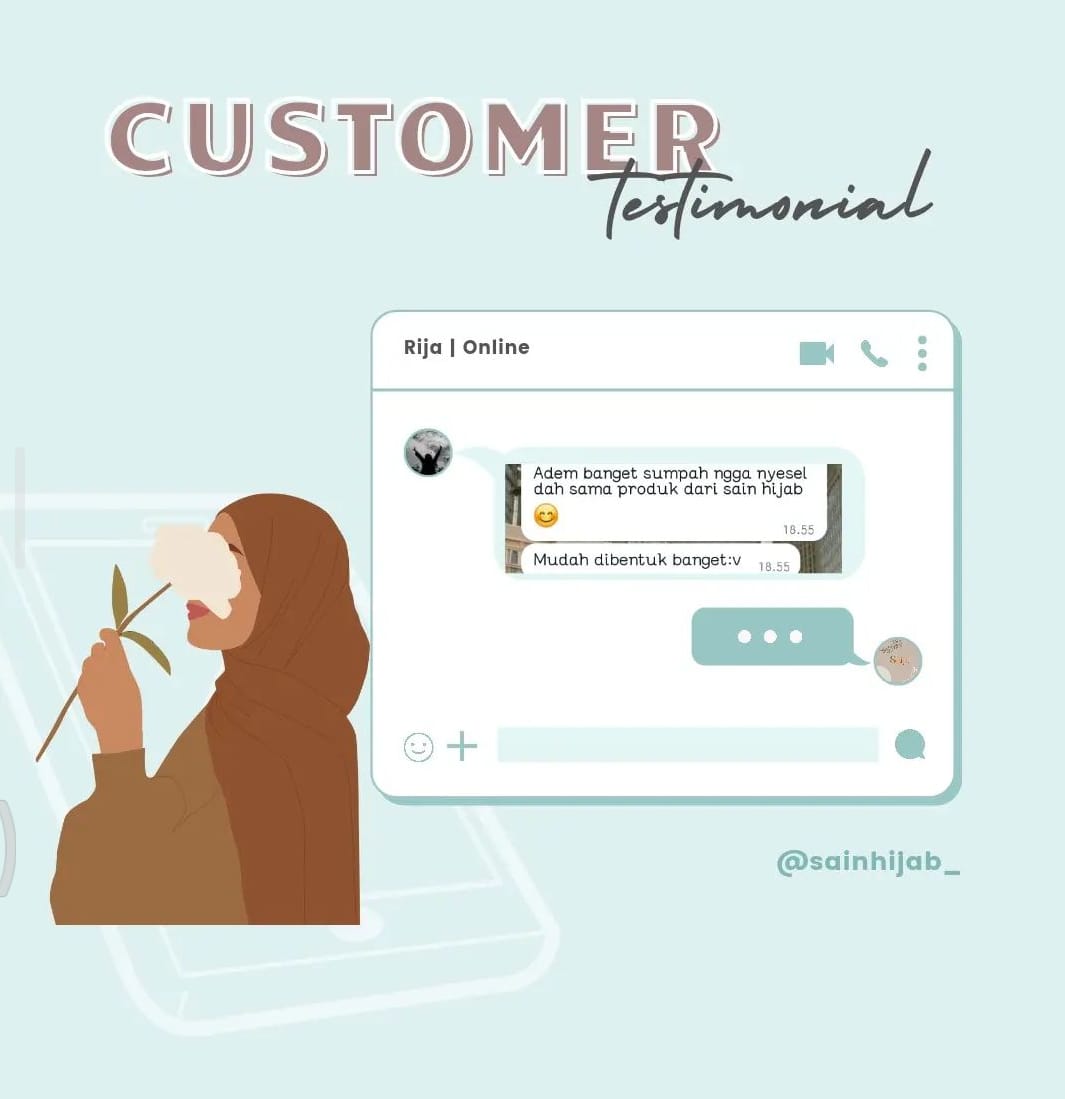 CUSTOMER
testimonial
Rija | Online
Adem banget sumpah ngga nyesel
dah sama produk dari sain hijab
😊
18.55
Mudah dibentuk banget:v
18.55
@sainhijab_